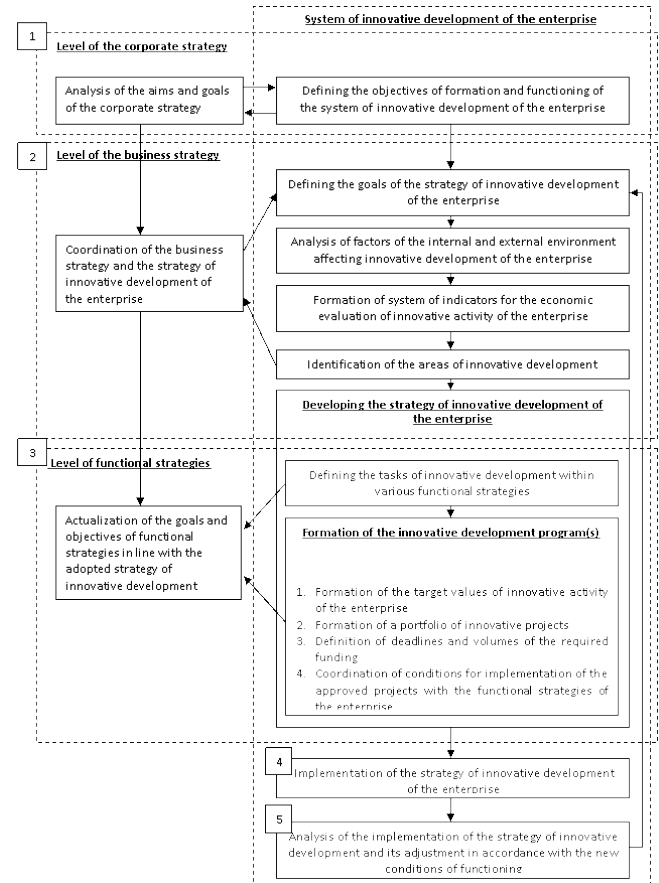 System of innovative development of the enterprise
1
Level of the corporate strategy
Analysis of the aims and goals
of the corporate strategy
Defining the objectives of formation and functioning of
the system of innovative development of the enterprise
2
Level of the business strategy
Defining the goals of the strategy of innovative development
of the enterprise
Coordination of the business
strategy and the strategy of
innovative development of
the enterprise
Analysis of factors of the internal and external environment
affecting innovative development of the enterprise
Formation of system of indicators for the economic
evaluation of innovative activity of the enterprise
Identification of the areas of innovative development
Developing the strategy of innovative development of
the enterprise
3
Level of functional strategies
Defining the tasks of innovative development within
various functional strategies
Actualization of the goals and
objectives of functional
strategies in line with the
adopted strategy of
innovative development
Formation of the innovative development program(s)
1. Formation of the target values of innovative activity
of the enterprise
2. Formation of a portfolio of innovative projects
3. Definition of deadlines and volumes of the required
funding
4. Coordination of conditions for implementation of the
approved projects with the functional strategies of
the enterprise
4
Implementation of the strategy of innovative development
of the enterprise
5
Analysis of the implementation of the strategy of innovative
development and its adjustment in accordance with the new
conditions of functioning